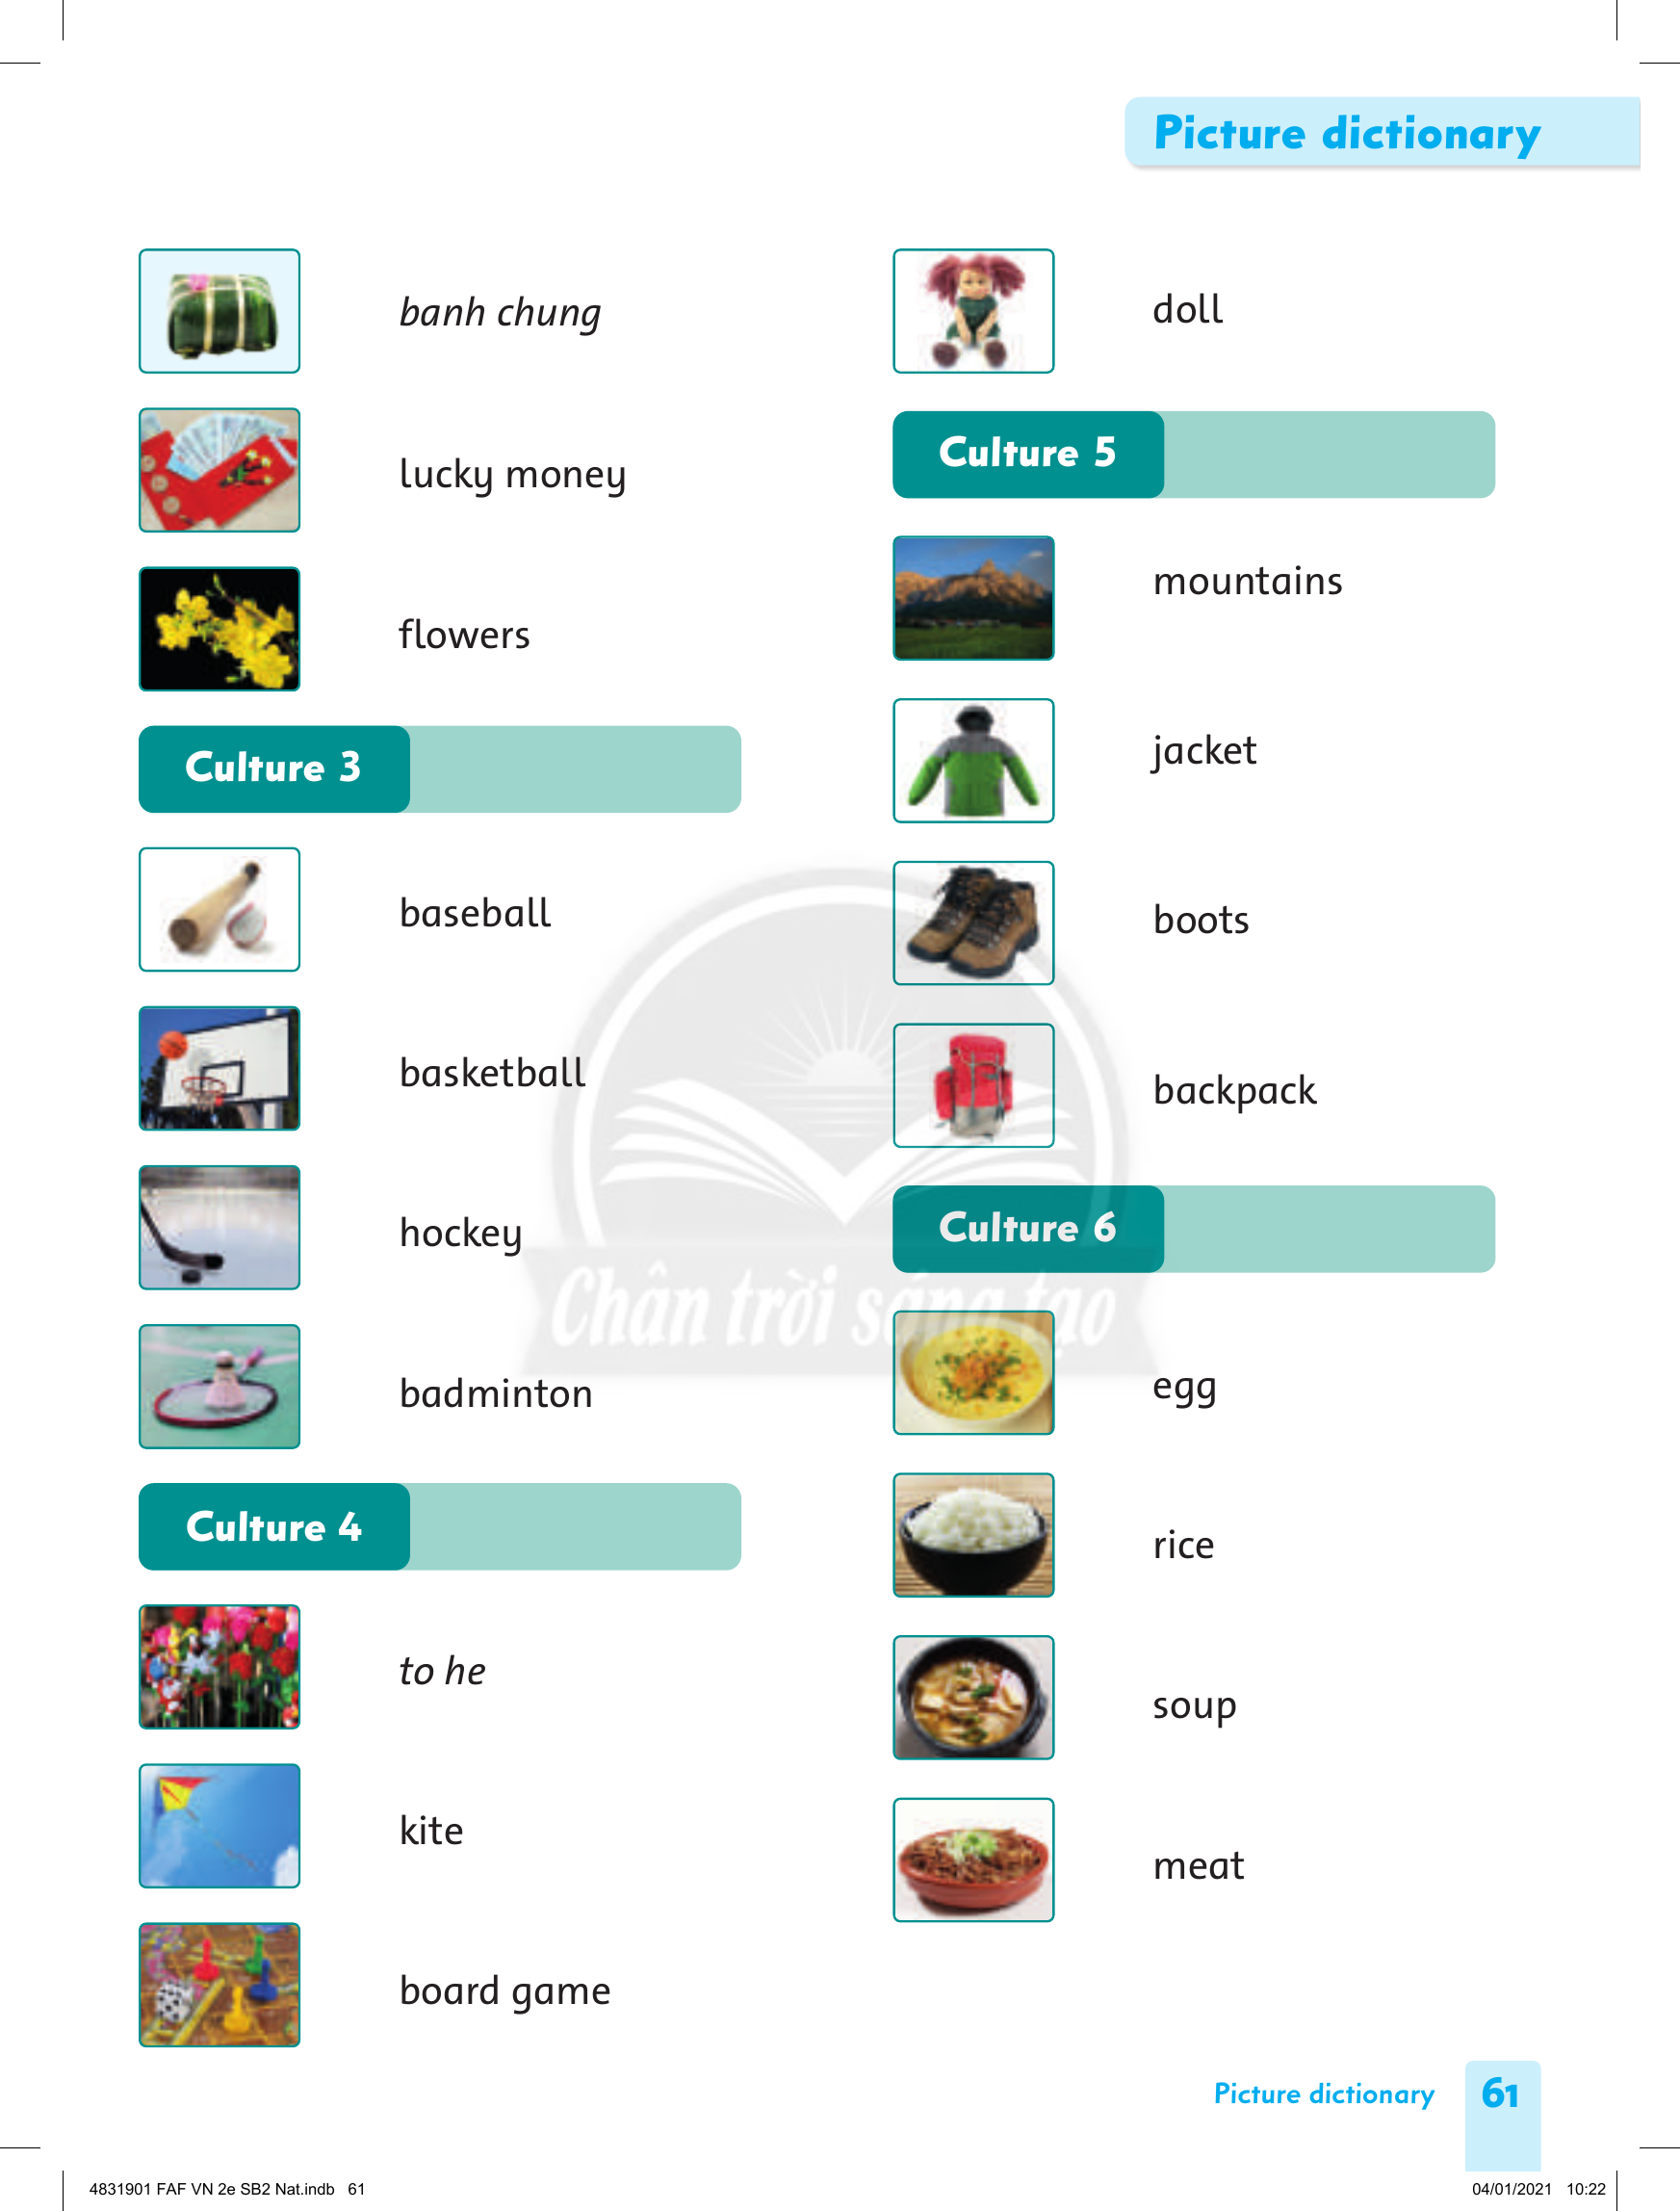 Picture dictionary
banh chung
lucky money
flowers
Culture 3
baseball
basketball
hockey
badminton
Culture 4
to he
kite
board game
doll
Culture 5
mountains
jacket
boots
backpack
Culture 6
egg
rice
soup
meat
Chân trời sáng tạo
Picture dictionary 61
4831901 FAF VN 2e SB2 Nat.indb 61
04/01/2021 10:22